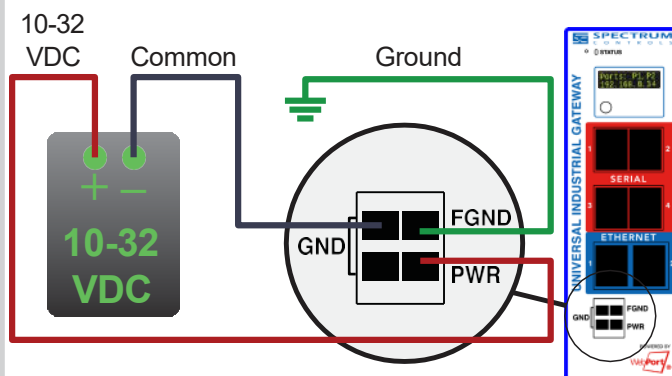 10-32
VDC
Common
Ground
+ −
10-32
VDC
GND
FGND
PWR
SPECTRUM
CONTROLS
STATUS
Ports: P1,P2
192.168.0.34
UNIVERSAL INDUSTRIAL GATEWAY
1
2
SERIAL
3
4
ETHERNET
1
GND
FGND
PWR
POWERED BY
WebPort